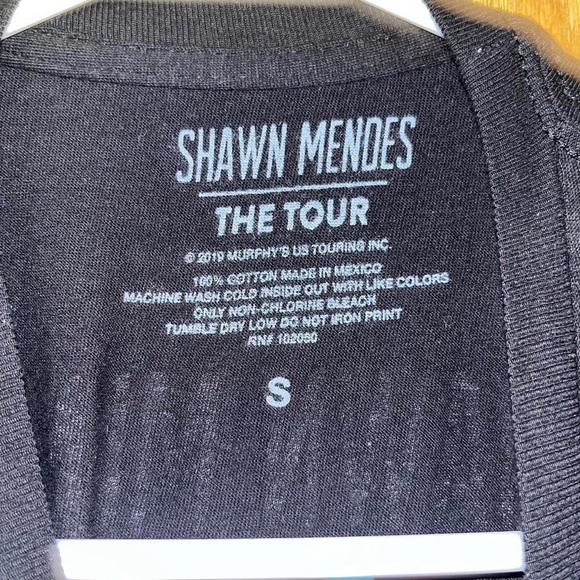 SHAWN MENDES
THE TOUR
© 2019 MURPHY'S US TOURING INC.
100% COTTON MADE IN MEXICO
MACHINE WASH COLD INSIDE OUT WITH LIKE COLORS
ONLY NON-CHLORINE BLEACH
TUMBLE DRY LOW DO NOT IRON PRINT
RN# 102050
S